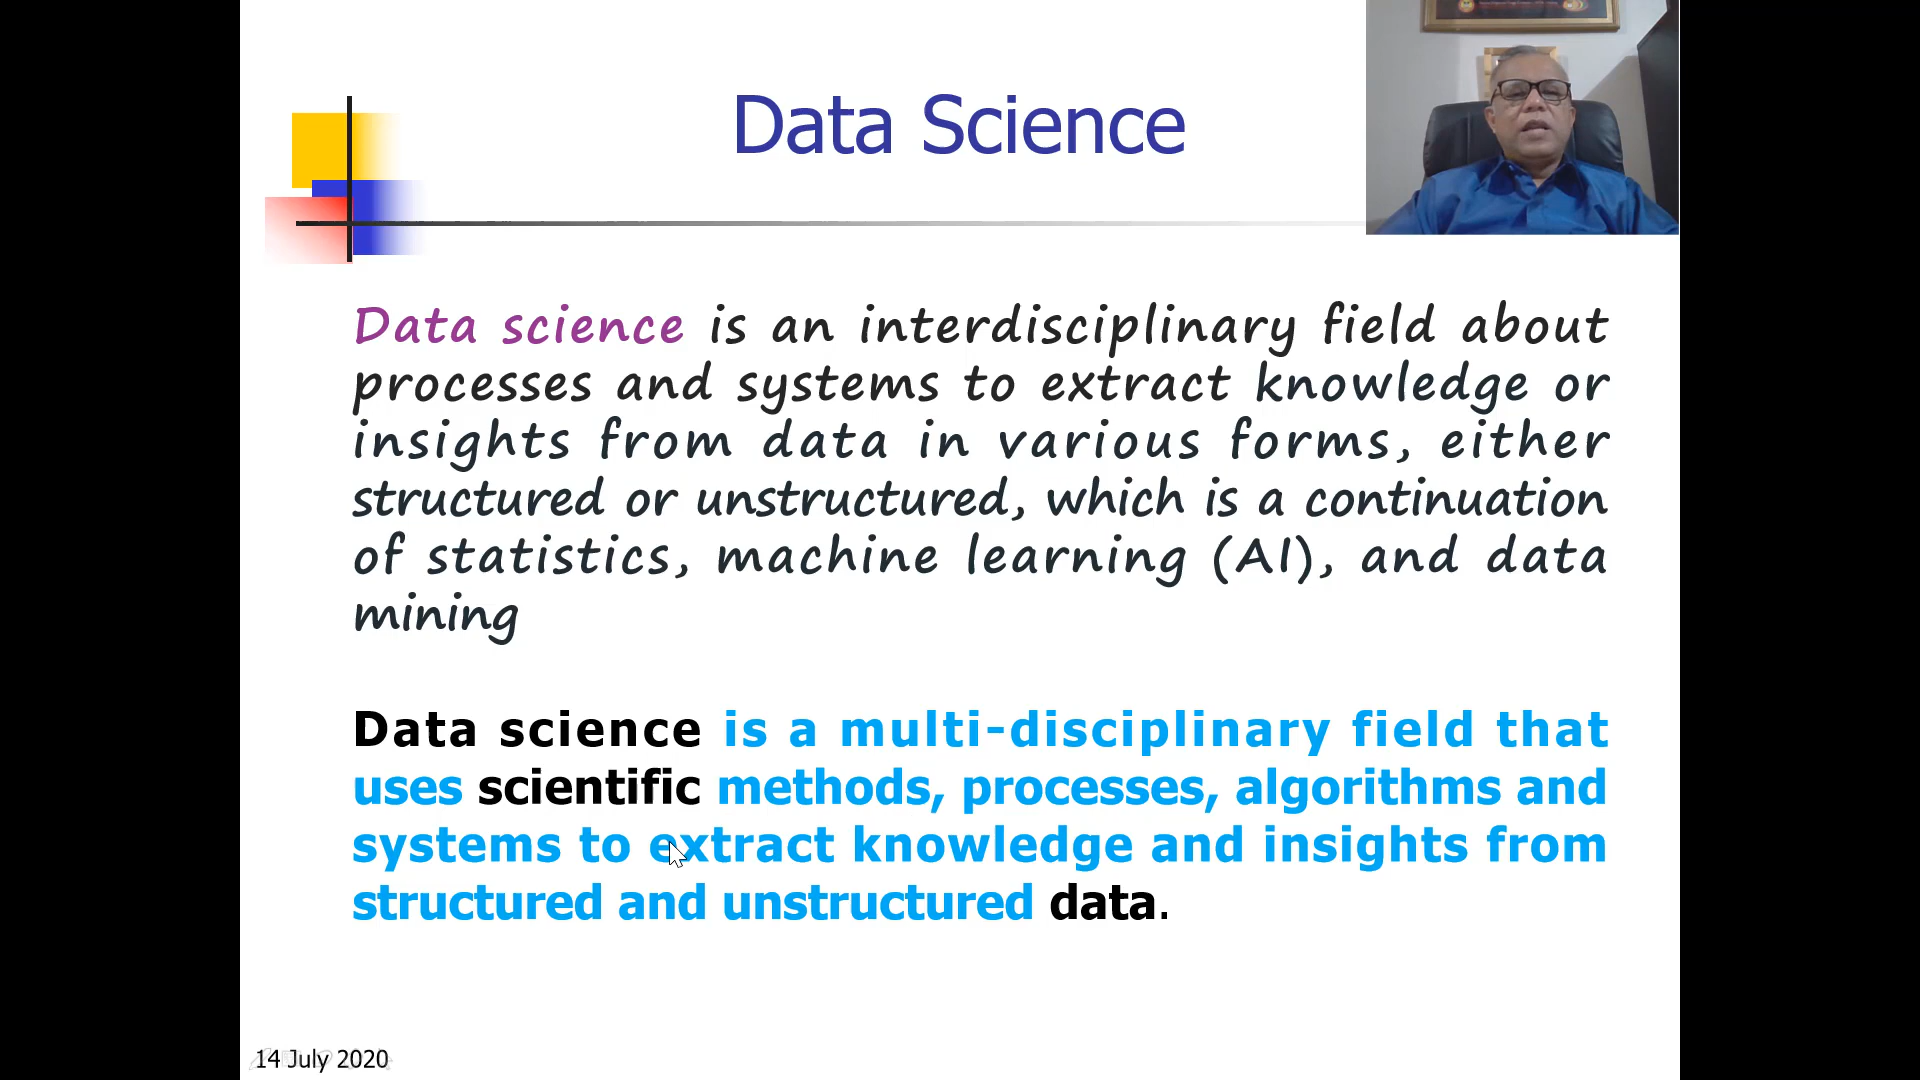 Data Science
Data science is an interdisciplinary field about
processes and systems to extract knowledge or
insights from data in various forms, either
structured or unstructured, which is a continuation
of statistics, machine learning (AI), and data
mining
Data science is a multi-disciplinary field that
uses scientific methods, processes, algorithms and
systems to extract knowledge and insights from
structured and unstructured data.
14 July 2020